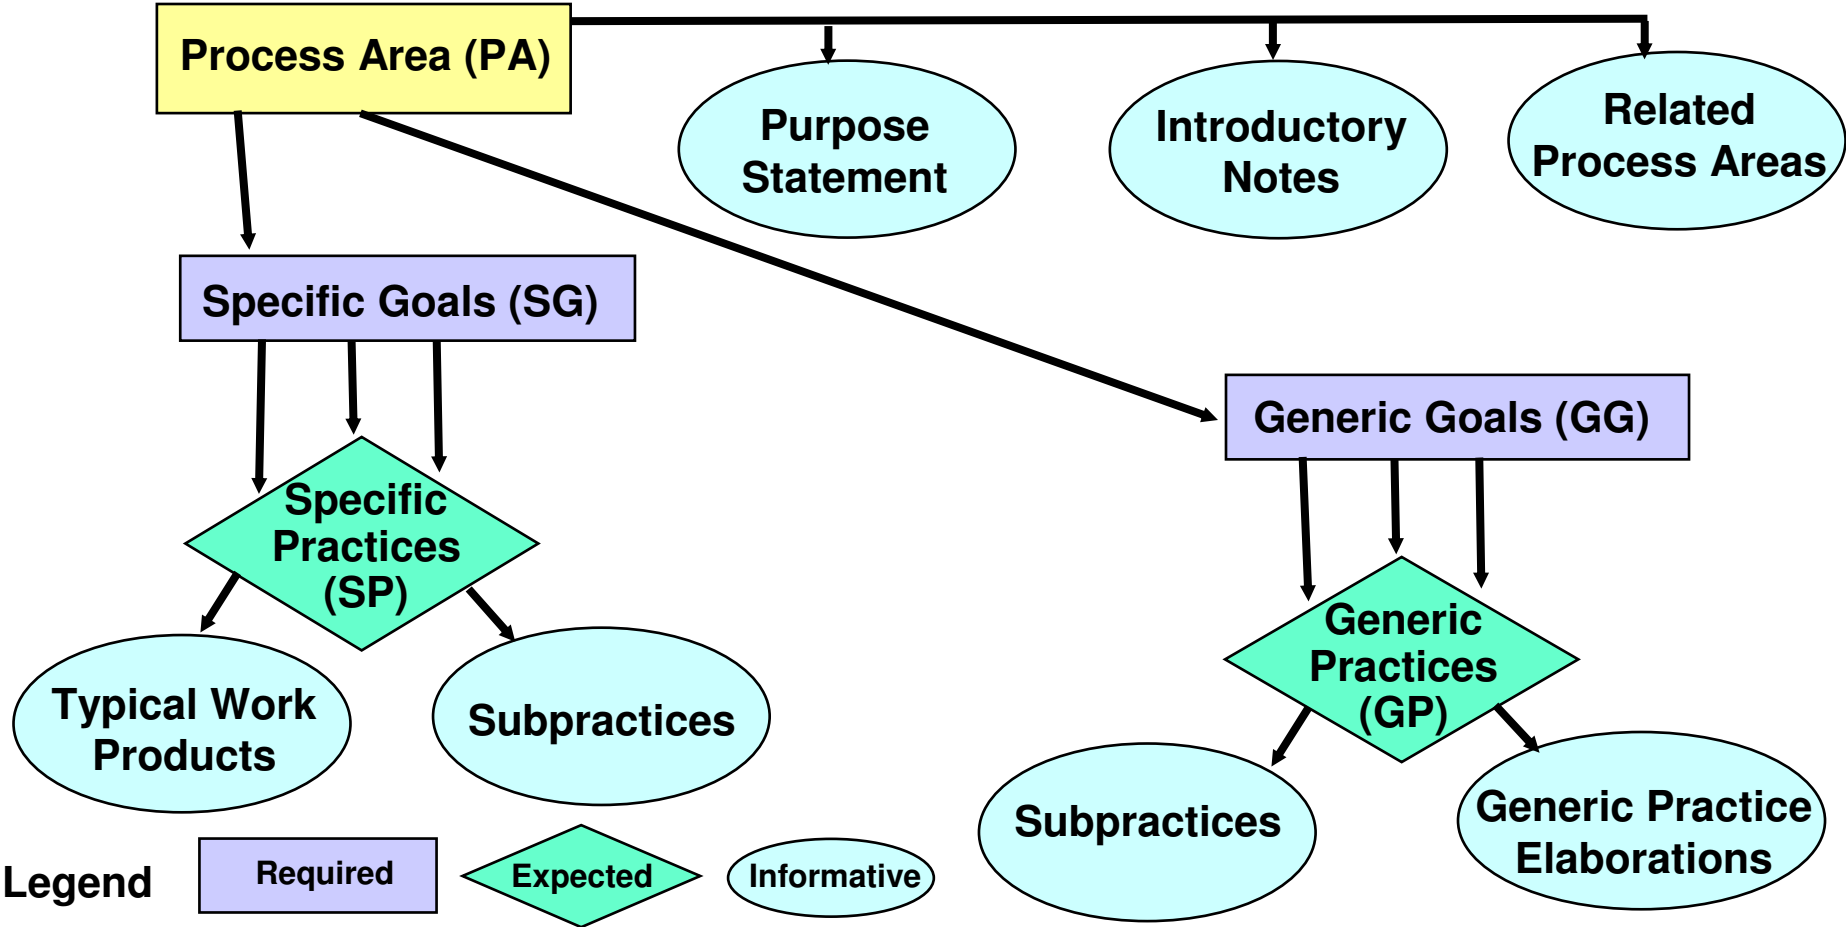 Process Area (PA)
Purpose
Statement
Introductory
Notes
Related
Process Areas
Specific Goals (SG)
Generic Goals (GG)
Specific
Practices
(SP)
Generic
Practices
(GP)
Typical Work
Products
Subpractices
Subpractices
Generic Practice
Elaborations
Legend
Required
Expected
Informative